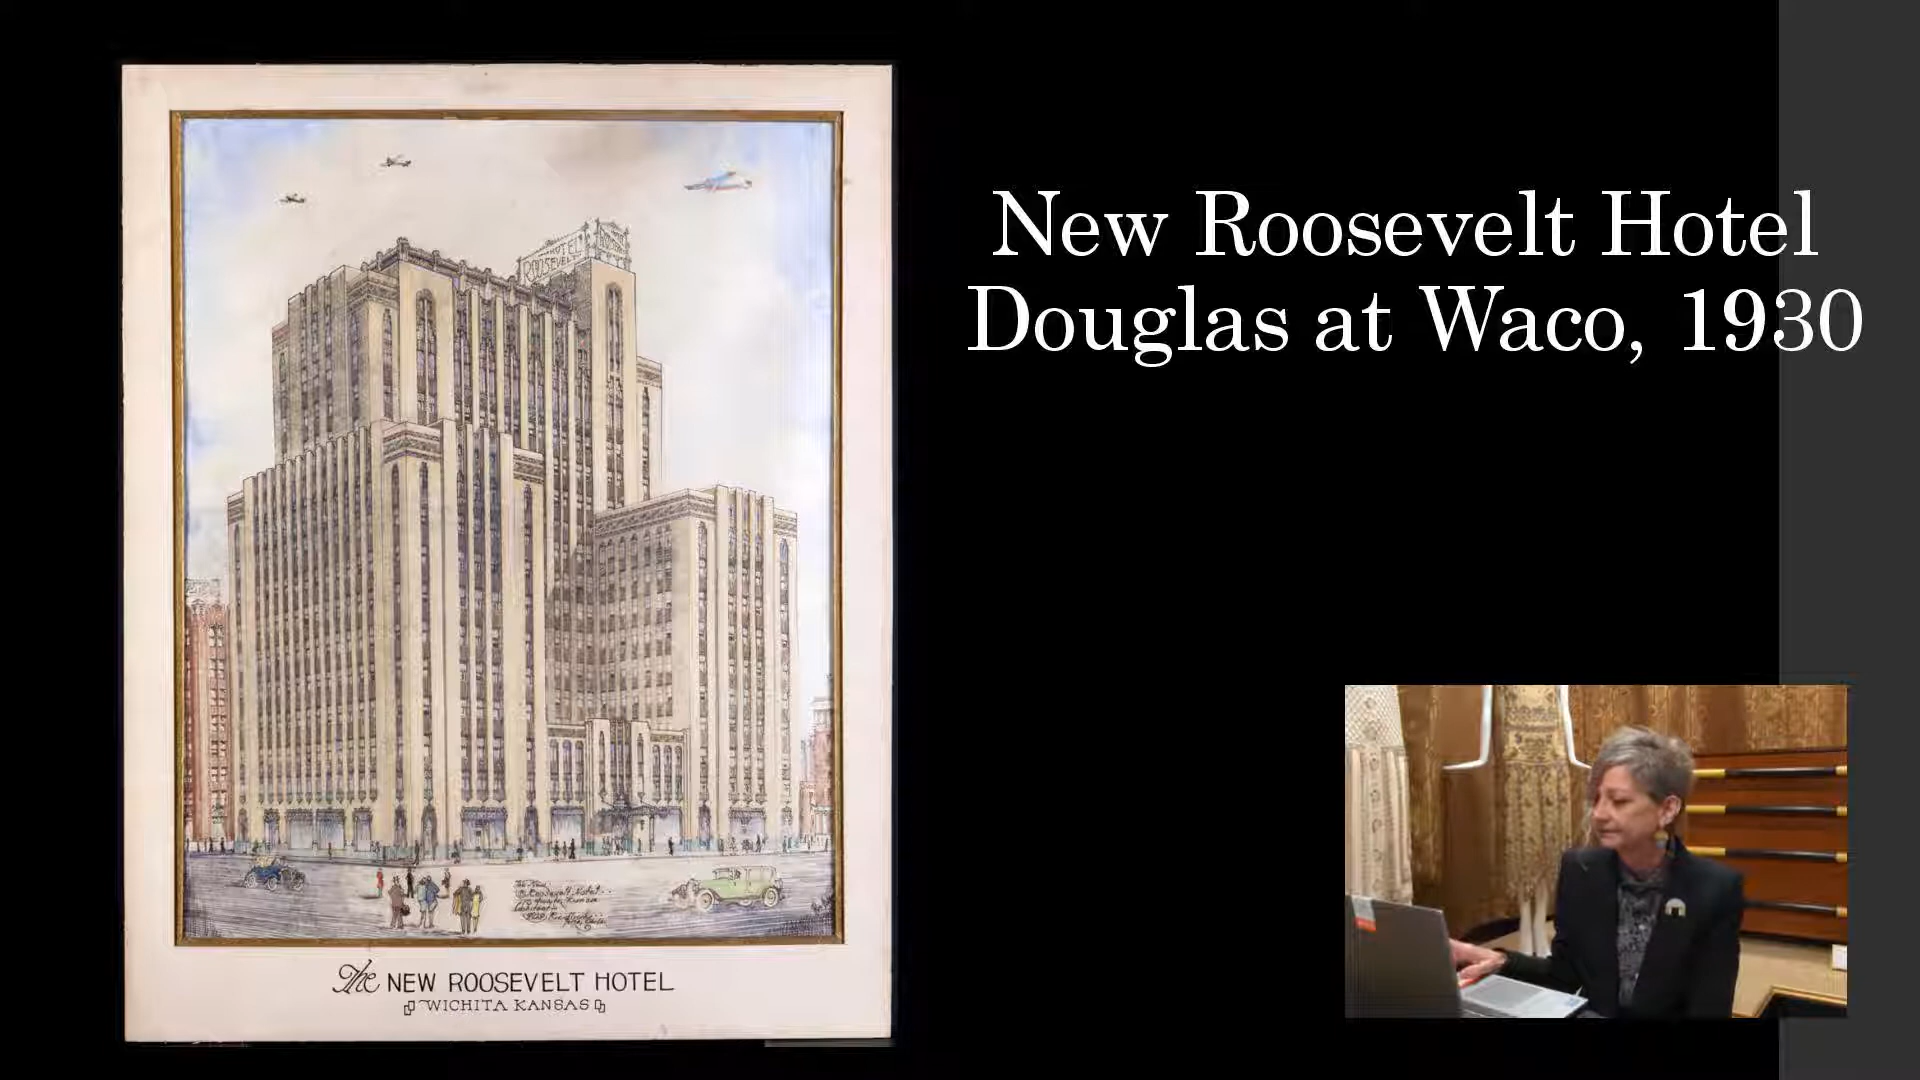 New Roosevelt Hotel
Douglas at Waco, 1930
HOTEL
ROOSEVELT
The NEW ROOSEVELT HOTEL
WICHITA KANSAS